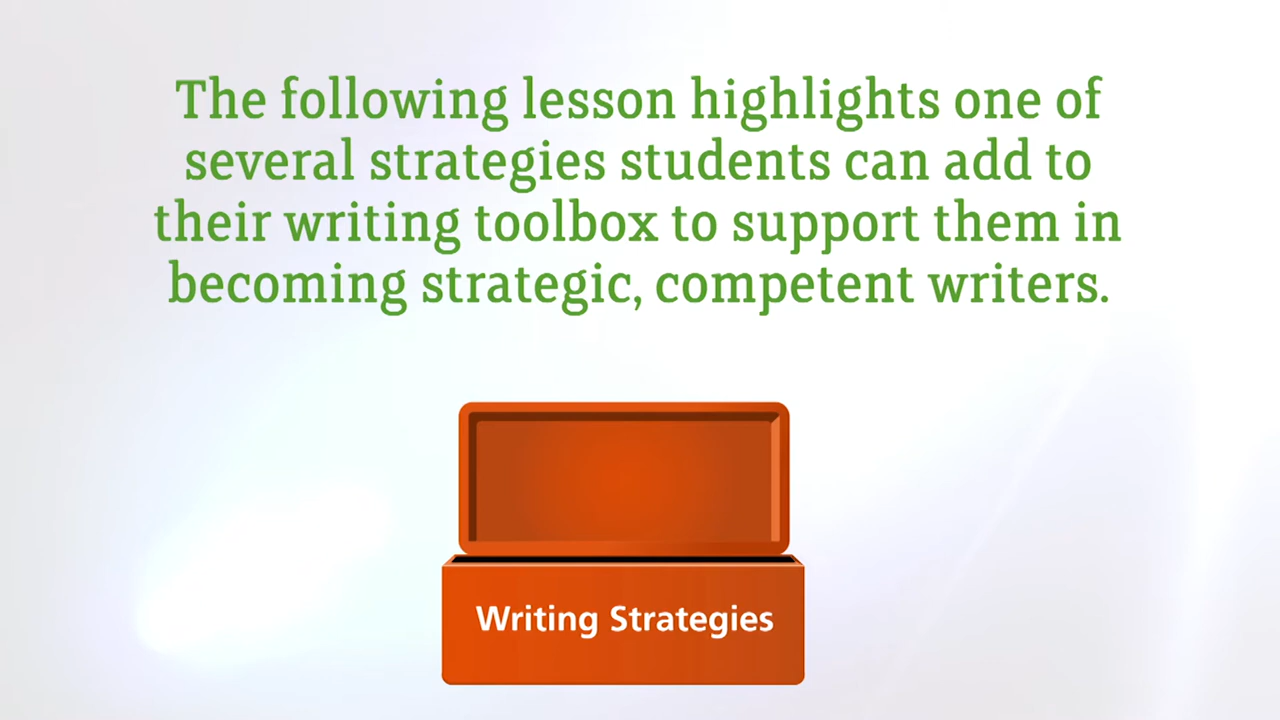 The following lesson highlights one of
several strategies students can add to
their writing toolbox to support them in
becoming strategic, competent writers.
Writing Strategies